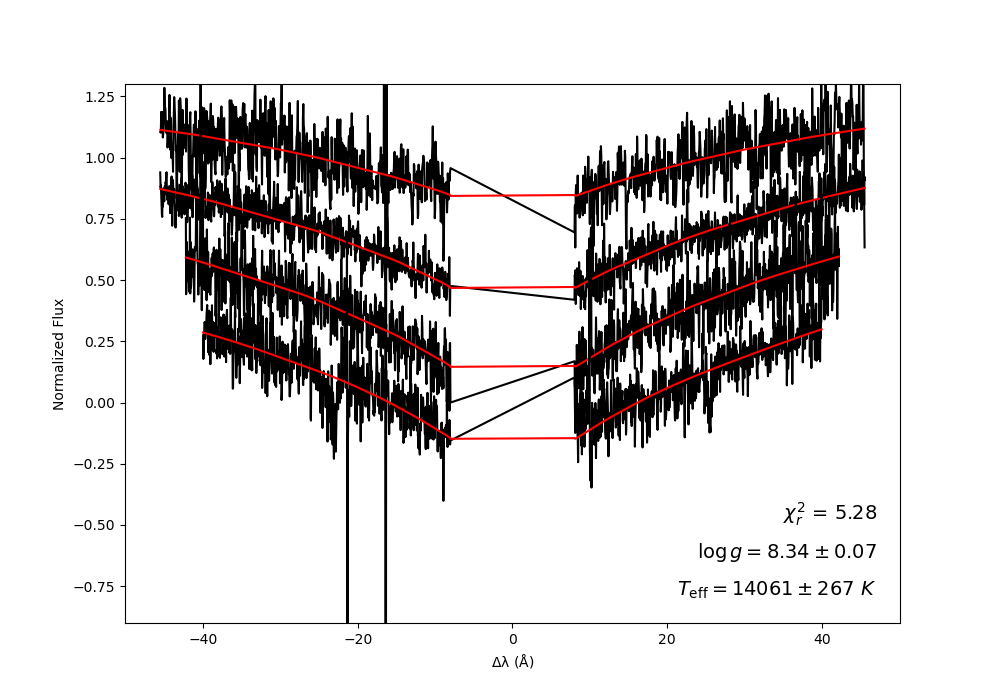 1.25
1.00
0.75
0.50
0.25
0.00
−0.25
−0.50
−0.75
Normalized Flux
χ²ᵣ = 5.28
log g = 8.34 ± 0.07
T_eff = 14061 ± 267 K
−40 −20 0 20 40
Δλ (Å)